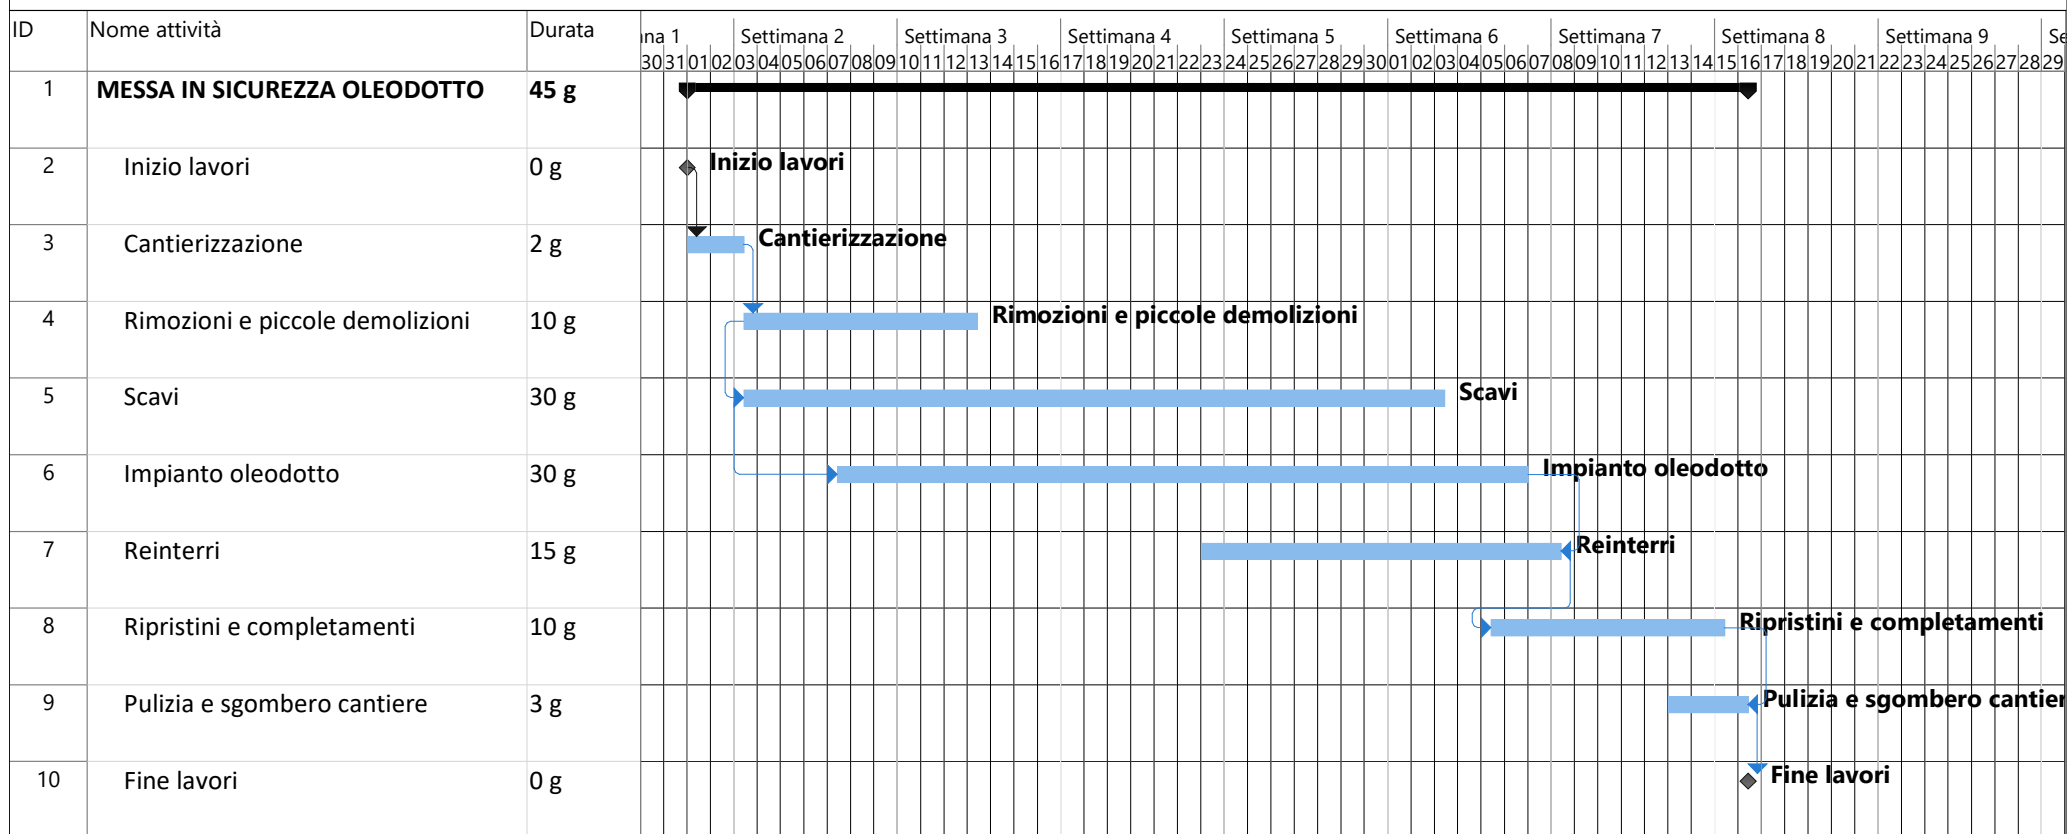 ID Nome attività Durata na 1 Settimana 2 Settimana 3 Settimana 4 Settimana 5 Settimana 6 Settimana 7 Settimana 8 Settimana 9 Se
30 31 01 02 03 04 05 06 07 08 09 10 11 12 13 14 15 16 17 18 19 20 21 22 23 24 25 26 27 28 29 30 01 02 03 04 05 06 07 08 09 10 11 12 13 14 15 16 17 18 19 20 21 22 23 24 25 26 27 28 29
1 MESSA IN SICUREZZA OLEODOTTO 45 g
2 Inizio lavori 0 g Inizio lavori
3 Cantierizzazione 2 g Cantierizzazione
4 Rimozioni e piccole demolizioni 10 g Rimozioni e piccole demolizioni
5 Scavi 30 g Scavi
6 Impianto oleodotto 30 g Impianto oleodotto
7 Reinterri 15 g Reinterri
8 Ripristini e completamenti 10 g Ripristini e completamenti
9 Pulizia e sgombero cantiere 3 g Pulizia e sgombero cantier
10 Fine lavori 0 g Fine lavori